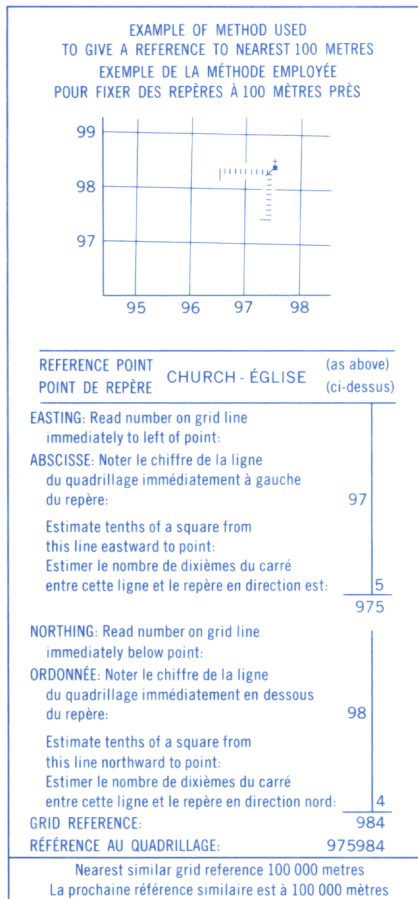 EXAMPLE OF METHOD USED
TO GIVE A REFERENCE TO NEAREST 100 METRES
EXEMPLE DE LA MÉTHODE EMPLOYÉE
POUR FIXER DES REPÈRES À 100 MÈTRES PRÈS
99
98
97
95 96 97 98
REFERENCE POINT
POINT DE REPÈRE
CHURCH - ÉGLISE
(as above)
(ci-dessus)
EASTING: Read number on grid line
immediately to left of point:
ABSCISSE: Noter le chiffre de la ligne
du quadrillage immédiatement à gauche
du repère: 97
Estimate tenths of a square from
this line eastward to point:
Estimer le nombre de dixièmes du carré
entre cette ligne et le repère en direction est: 5
975
NORTHING: Read number on grid line
immediately below point:
ORDONNÉE: Noter le chiffre de la ligne
du quadrillage immédiatement en dessous
du repère: 98
Estimate tenths of a square from
this line northward to point:
Estimer le nombre de dixièmes du carré
entre cette ligne et le repère en direction nord: 4
GRID REFERENCE: 984
RÉFÉRENCE AU QUADRILLAGE: 975984
Nearest similar grid reference 100 000 metres
La prochaine référence similaire est à 100 000 mètres